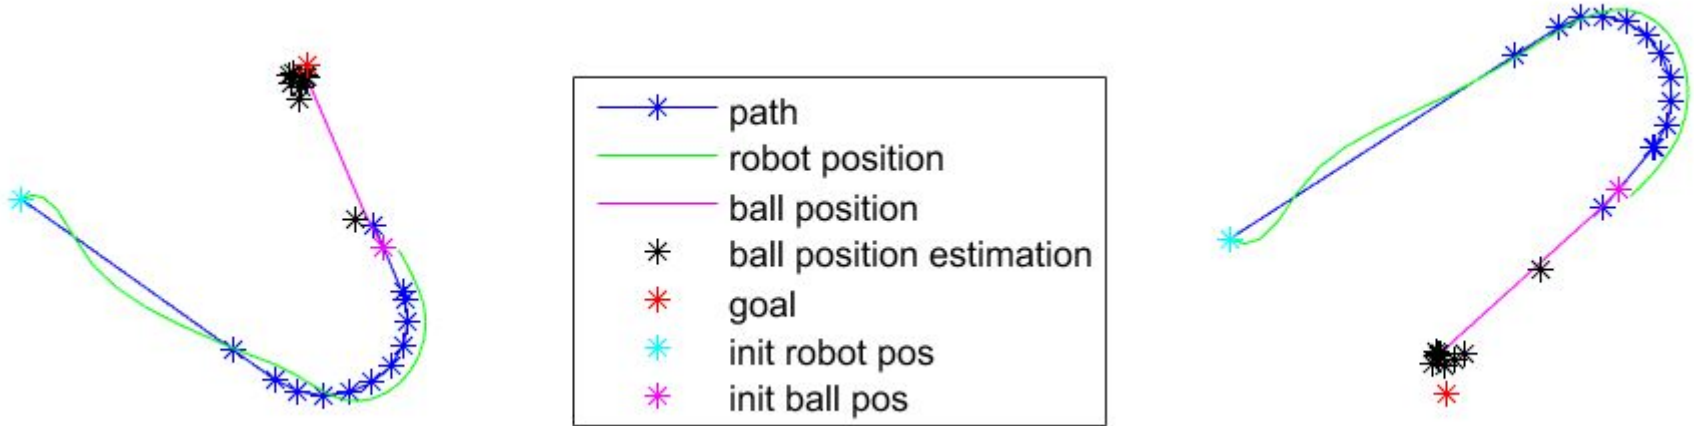 path
robot position
ball position
ball position estimation
goal
init robot pos
init ball pos